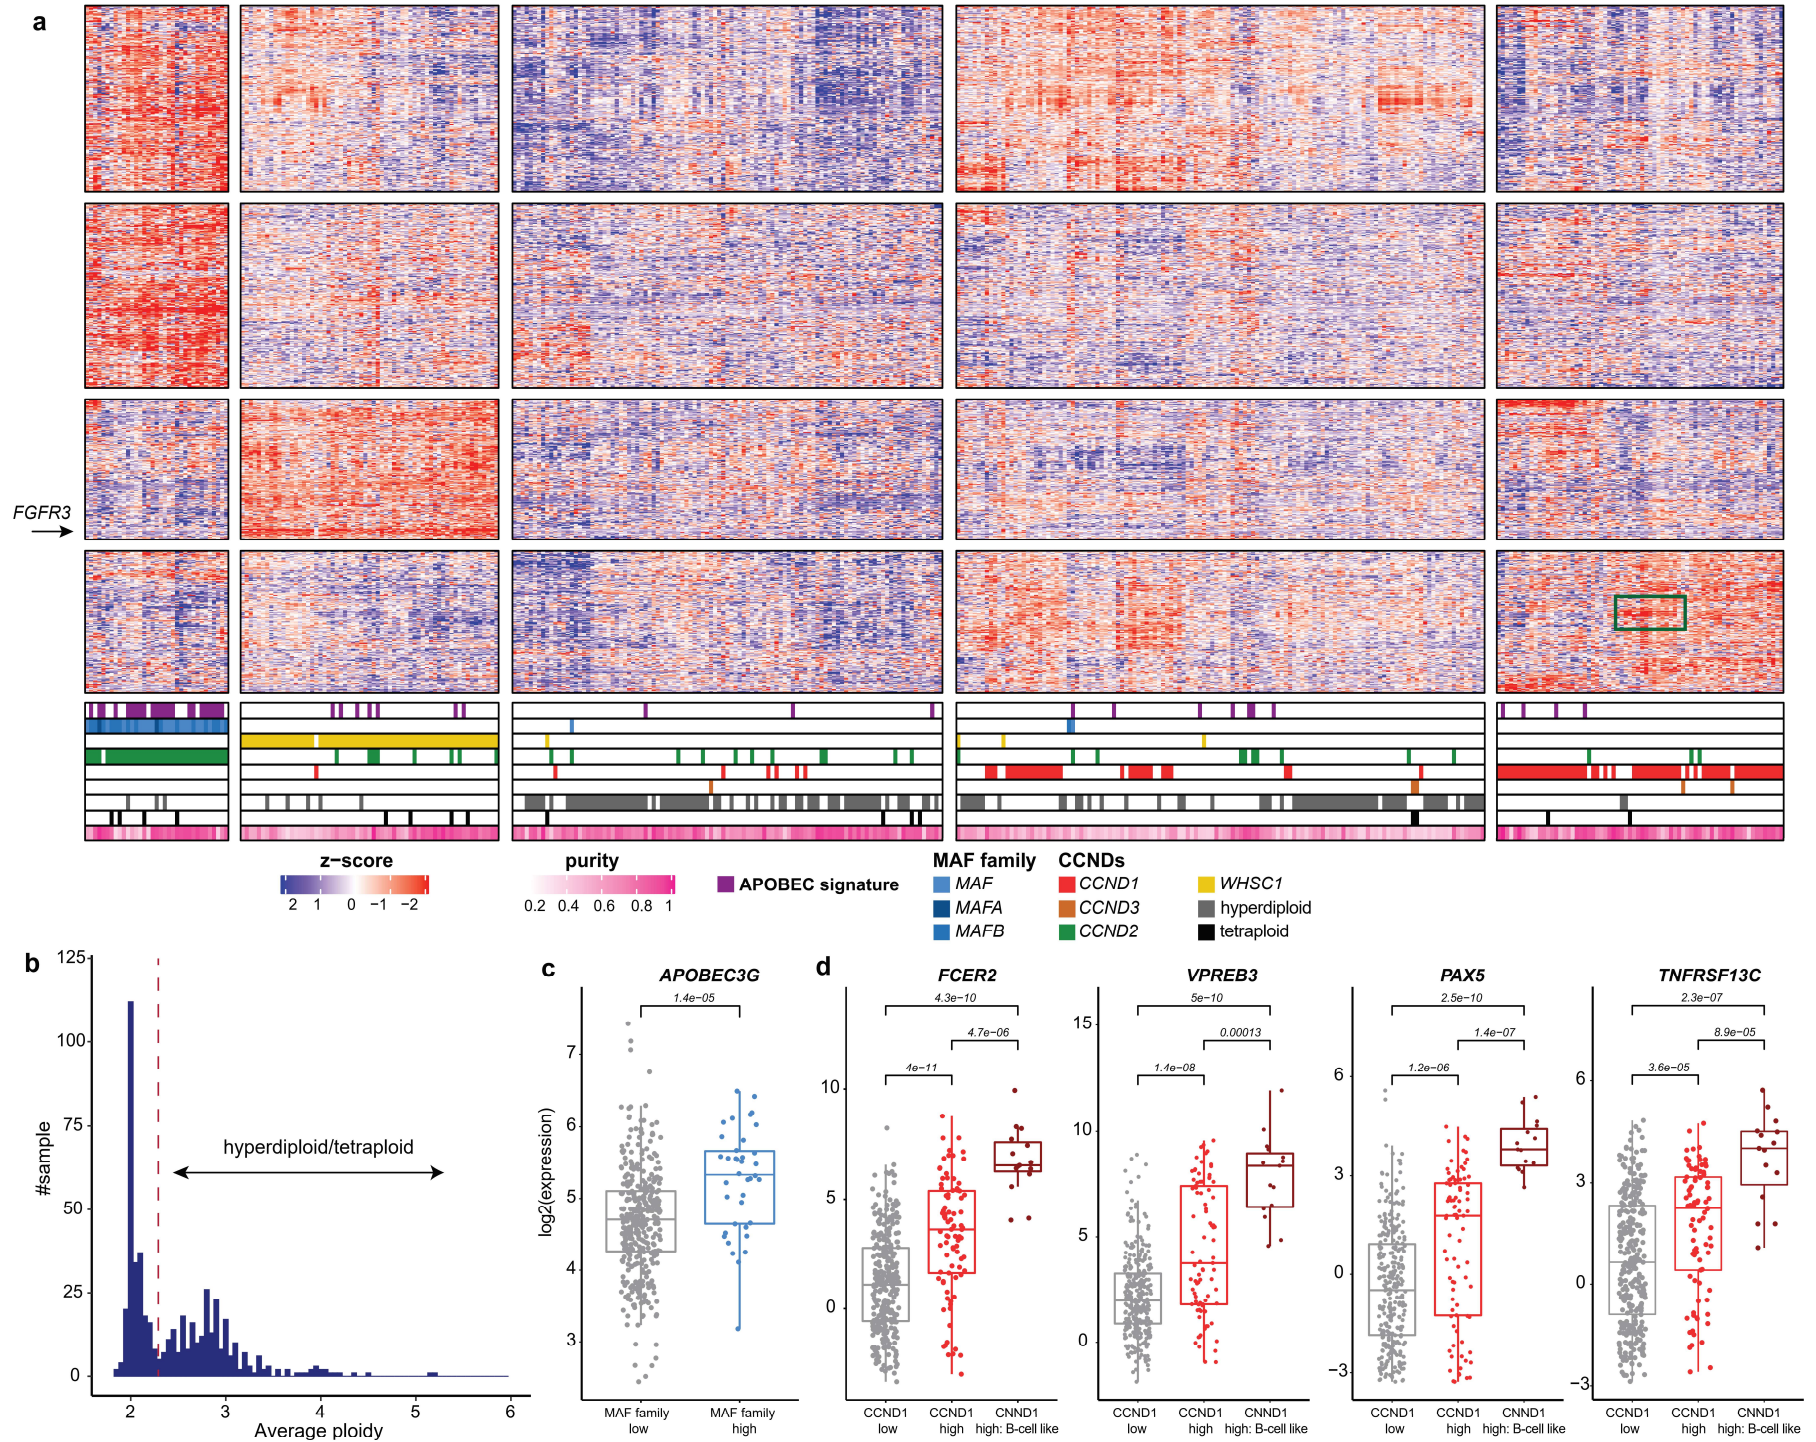 a
FGFR3
z−score
2 1 0 −1 −2
purity
0.2 0.4 0.6 0.8 1
APOBEC signature
MAF family
MAF
MAFA
MAFB
CCNDs
CCND1
CCND3
CCND2
WHSC1
hyperdiploid
tetraploid
b
125
100
75
50
25
0
#sample
hyperdiploid/tetraploid
2 3 4 5 6
Average ploidy
c
APOBEC3G
1.4e−05
log2(expression)
7
6
5
4
3
MAF family low
MAF family high
d
FCER2
4.3e−10
4.7e−06
4e−11
10
5
0
CCND1 low
CCND1 high
CNND1 high: B-cell like
VPREB3
5e−10
0.00013
1.4e−08
15
10
5
0
CCND1 low
CCND1 high
CNND1 high: B-cell like
PAX5
2.5e−10
1.4e−07
1.2e−06
6
3
0
−3
CCND1 low
CCND1 high
CNND1 high: B-cell like
TNFRSF13C
2.3e−07
8.9e−05
3.6e−05
6
3
0
−3
CCND1 low
CCND1 high
CNND1 high: B-cell like